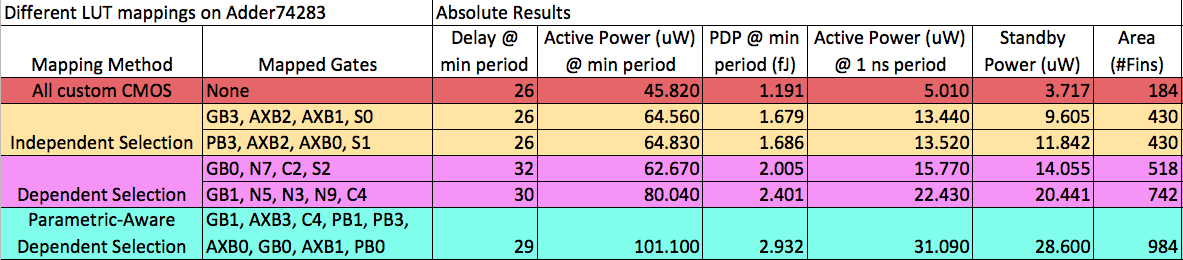 Different LUT mappings on Adder74283 Absolute Results
Delay @ Active Power (uW) PDP @ min Active Power (uW) Standby Area
Mapping Method Mapped Gates min period @ min period period (fJ) @ 1 ns period Power (uW) (#Fins)
All custom CMOS None 26 45.820 1.191 5.010 3.717 184
GB3, AXB2, AXB1, S0 26 64.560 1.679 13.440 9.605 430
Independent Selection PB3, AXB2, AXB0, S1 26 64.830 1.686 13.520 11.842 430
GB0, N7, C2, S2 32 62.670 2.005 15.770 14.055 518
Dependent Selection GB1, N5, N3, N9, C4 30 80.040 2.401 22.430 20.441 742
Parametric-Aware GB1, AXB3, C4, PB1, PB3,
Dependent Selection AXB0, GB0, AXB1, PB0 29 101.100 2.932 31.090 28.600 984